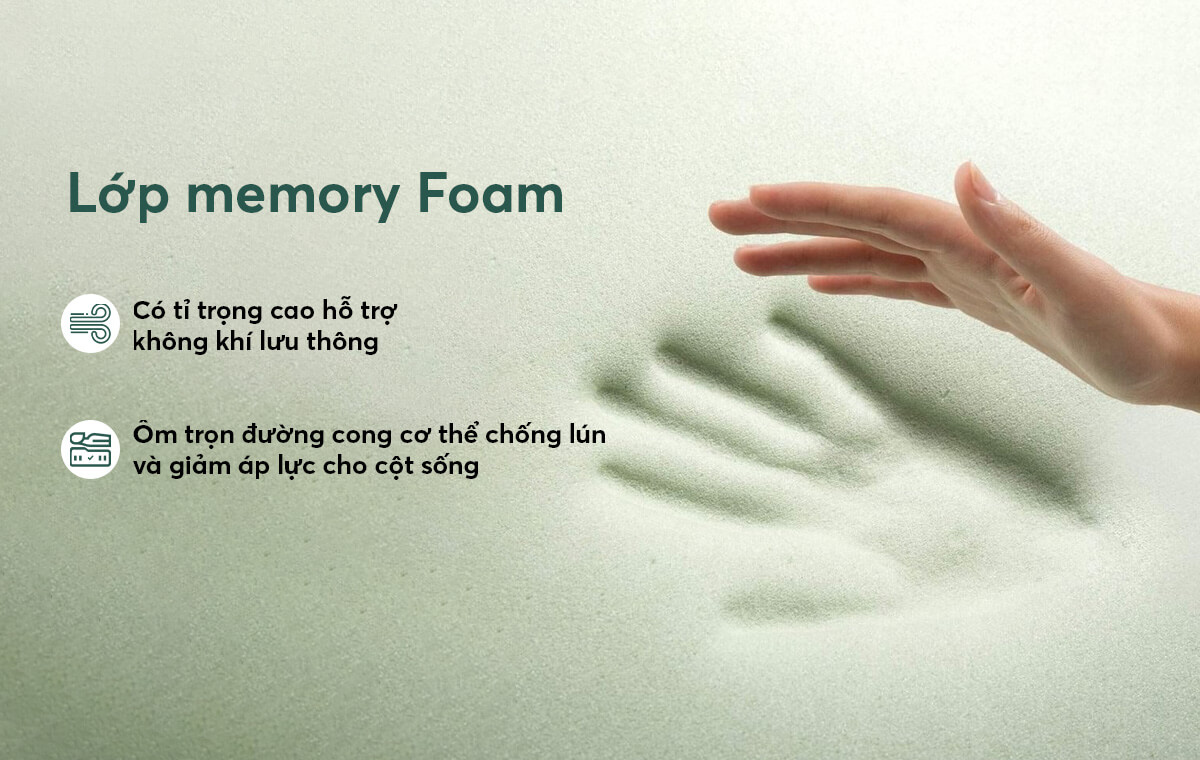 Lớp memory Foam
Có tỉ trọng cao hỗ trợ
không khí lưu thông
Ôm trọn đường cong cơ thể chống lún
và giảm áp lực cho cột sống